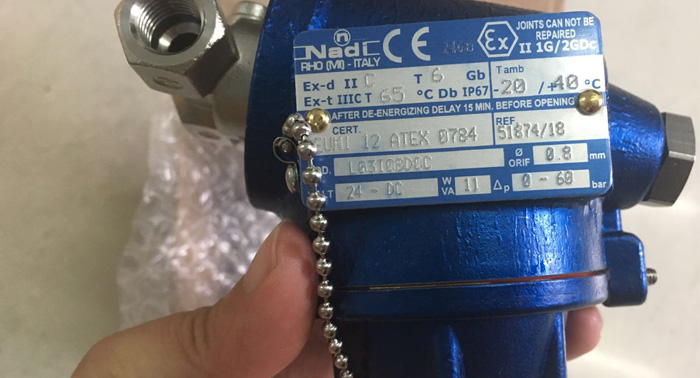 n
Nadi
RHO (MI) - ITALY
CE
Ex
JOINTS CAN NOT BE
REPAIRED
II 1G/2GDc
Ex-d II C T 6 Gb
Ex-t IIIC T 65 °C Db IP67
Tamb
-20 /+40 °C
AFTER DE-ENERGIZING DELAY 15 MIN. BEFORE OPENING
CERT.
12 ATEX 0784
REF
51874/18
D.
ORIF Ø 0.8 mm
LT 24 - DC W VA 11 Δp 0 - 60 bar